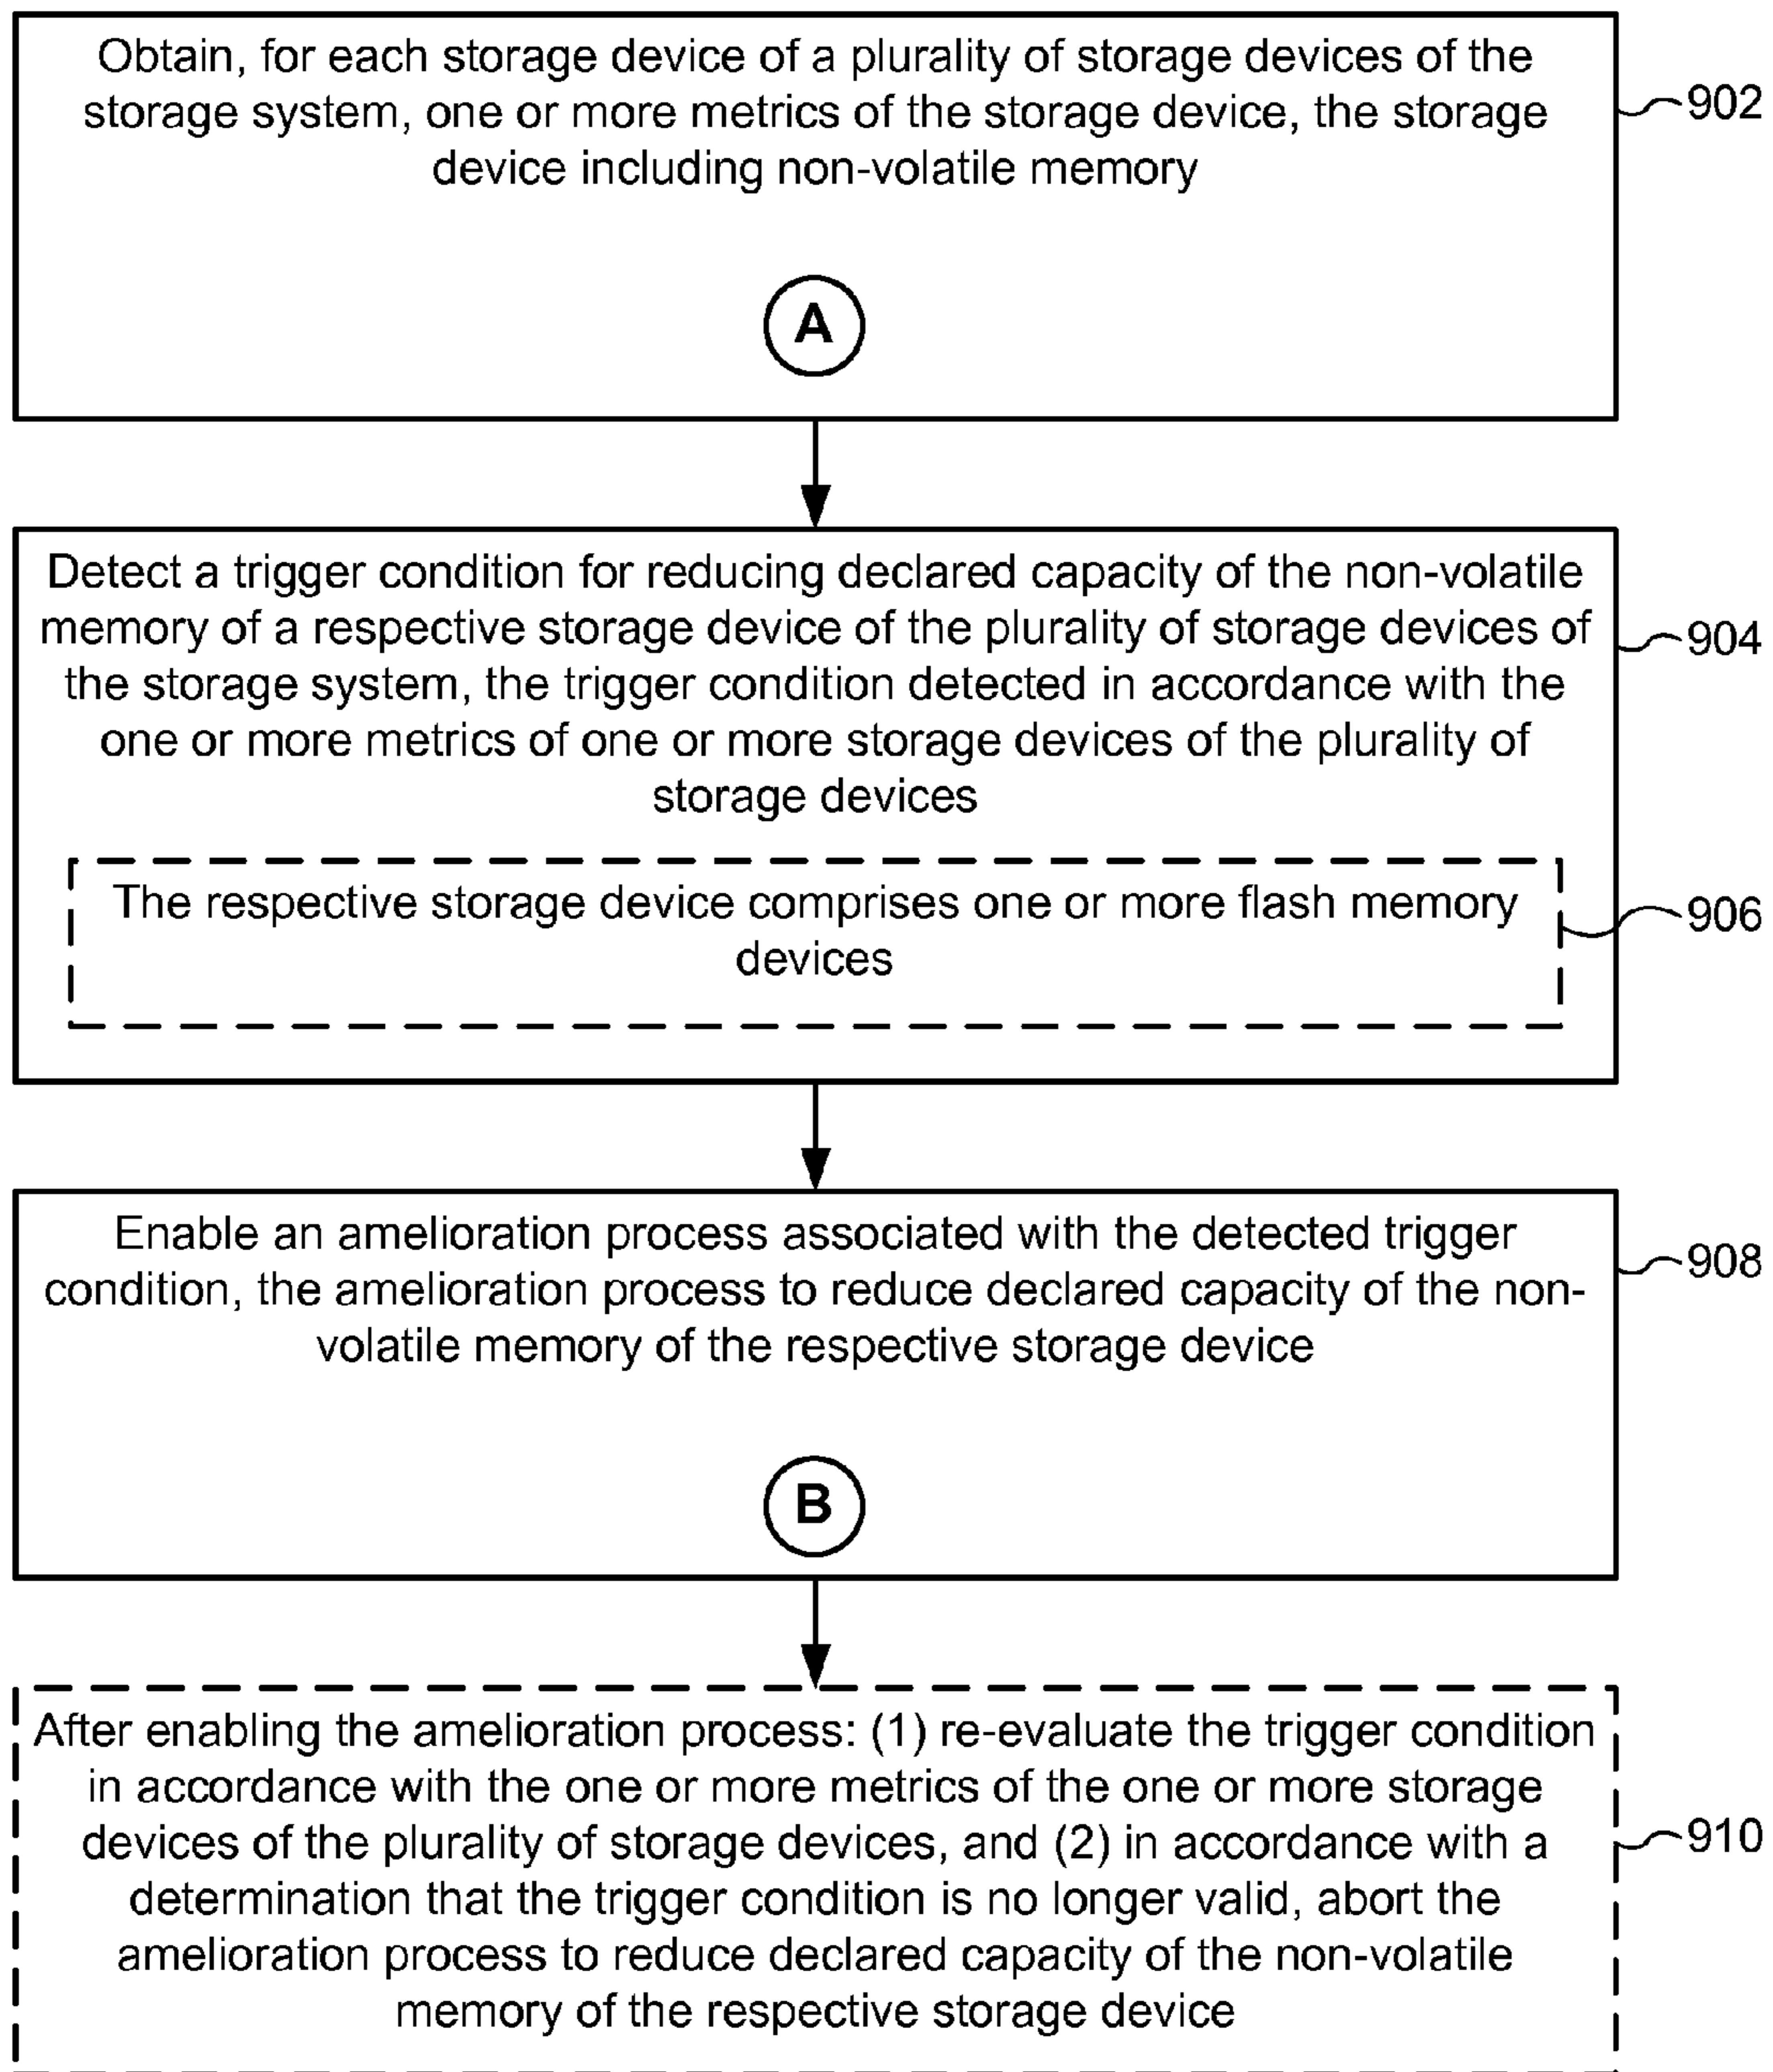 Obtain, for each storage device of a plurality of storage devices of the
storage system, one or more metrics of the storage device, the storage
device including non-volatile memory
902
A
Detect a trigger condition for reducing declared capacity of the non-volatile
memory of a respective storage device of the plurality of storage devices of
the storage system, the trigger condition detected in accordance with the
one or more metrics of one or more storage devices of the plurality of
storage devices
904
The respective storage device comprises one or more flash memory
devices
906
Enable an amelioration process associated with the detected trigger
condition, the amelioration process to reduce declared capacity of the non-
volatile memory of the respective storage device
908
B
After enabling the amelioration process: (1) re-evaluate the trigger condition
in accordance with the one or more metrics of the one or more storage
devices of the plurality of storage devices, and (2) in accordance with a
determination that the trigger condition is no longer valid, abort the
amelioration process to reduce declared capacity of the non-volatile
memory of the respective storage device
910